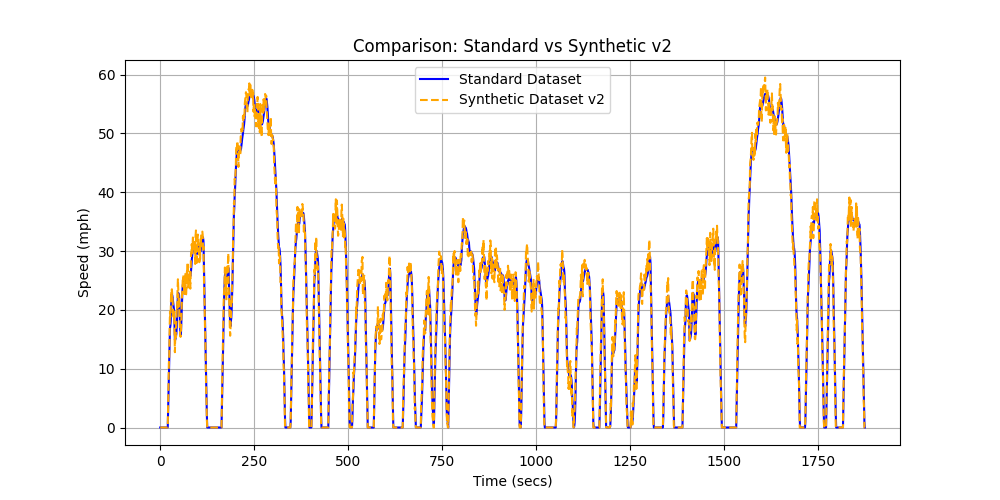 Comparison: Standard vs Synthetic v2
Standard Dataset
Synthetic Dataset v2
60
50
40
30
20
10
0
Speed (mph)
0 250 500 750 1000 1250 1500 1750
Time (secs)